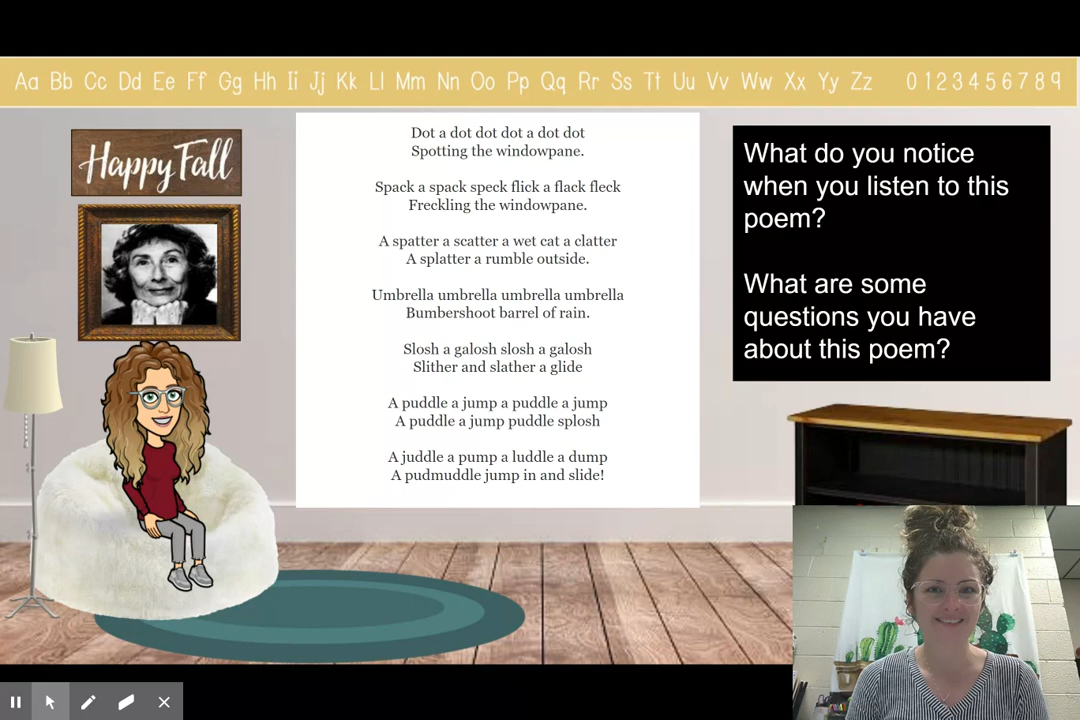 Aa Bb Cc Dd Ee Ff Gg Hh Ii Jj Kk Ll Mm Nn Oo Pp Qq Rr Ss Tt Uu Vv Ww Xx Yy Zz 0 1 2 3 4 5 6 7 8 9
Happy Fall
Dot a dot dot dot a dot dot
Spotting the windowpane.
Spack a spack speck flick a flack fleck
Freckling the windowpane.
A spatter a scatter a wet cat a clatter
A splatter a rumble outside.
Umbrella umbrella umbrella umbrella
Bumbershoot barrel of rain.
Slosh a galosh slosh a galosh
Slither and slather a glide
A puddle a jump a puddle a jump
A puddle a jump puddle splosh
A juddle a pump a luddle a dump
A pudmuddle jump in and slide!
What do you notice
when you listen to this
poem?
What are some
questions you have
about this poem?